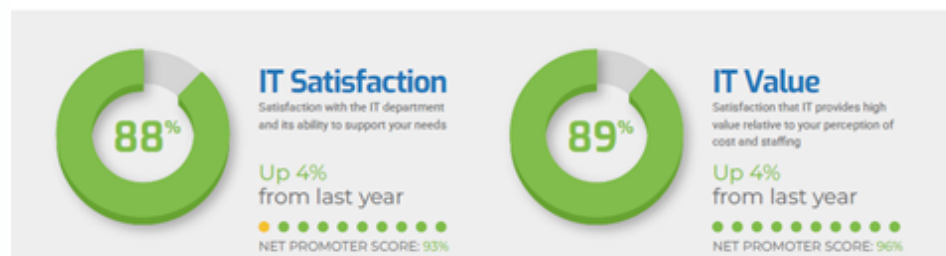 88%
IT Satisfaction
Satisfaction with the IT department
and its ability to support your needs
Up 4%
from last year
NET PROMOTER SCORE: 93%
89%
IT Value
Satisfaction that IT provides high
value relative to your perception of
cost and staffing
Up 4%
from last year
NET PROMOTER SCORE: 96%